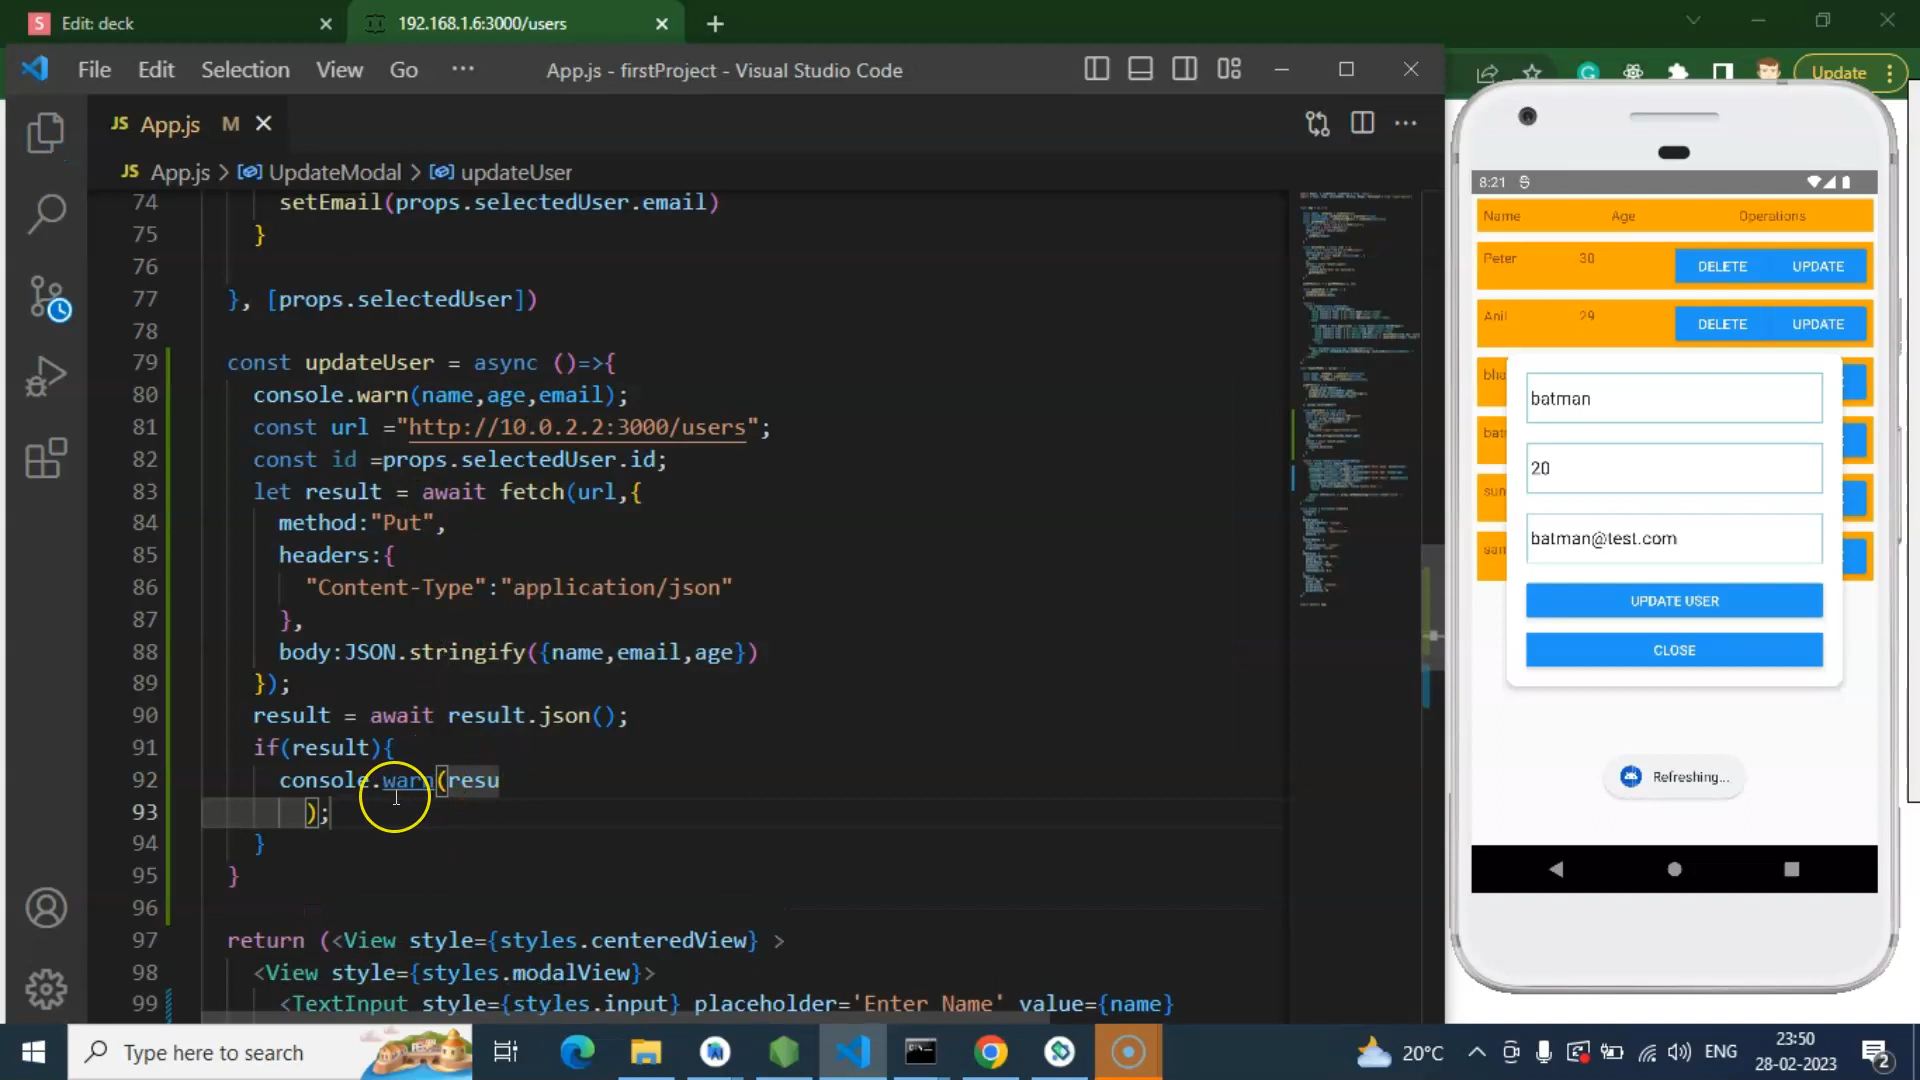 Edit: deck
192.168.1.6:3000/users
File Edit Selection View Go ···
App.js - firstProject - Visual Studio Code
Update
JS App.js M
JS App.js > UpdateModal > updateUser
74 setEmail(props.selectedUser.email)
75 }
76
77 }, [props.selectedUser])
78
79 const updateUser = async ()=>{
80 console.warn(name,age,email);
81 const url ="http://10.0.2.2:3000/users";
82 const id =props.selectedUser.id;
83 let result = await fetch(url,{
84 method:"Put",
85 headers:{
86 "Content-Type":"application/json"
87 },
88 body:JSON.stringify({name,email,age})
89 });
90 result = await result.json();
91 if(result){
92 console.warn(resu
93 );
94 }
95 }
96
97 return (<View style={styles.centeredView} >
98 <View style={styles.modalView}>
99 <TextInput style={styles.input} placeholder='Enter Name' value={name}
8:21
Name Age Operations
Peter 30 DELETE UPDATE
Anil 29 DELETE UPDATE
bha
batman
bat
20
sun
batman@test.com
sam
UPDATE USER
CLOSE
Refreshing...
Type here to search
20°C
ENG
23:50
28-02-2023
2